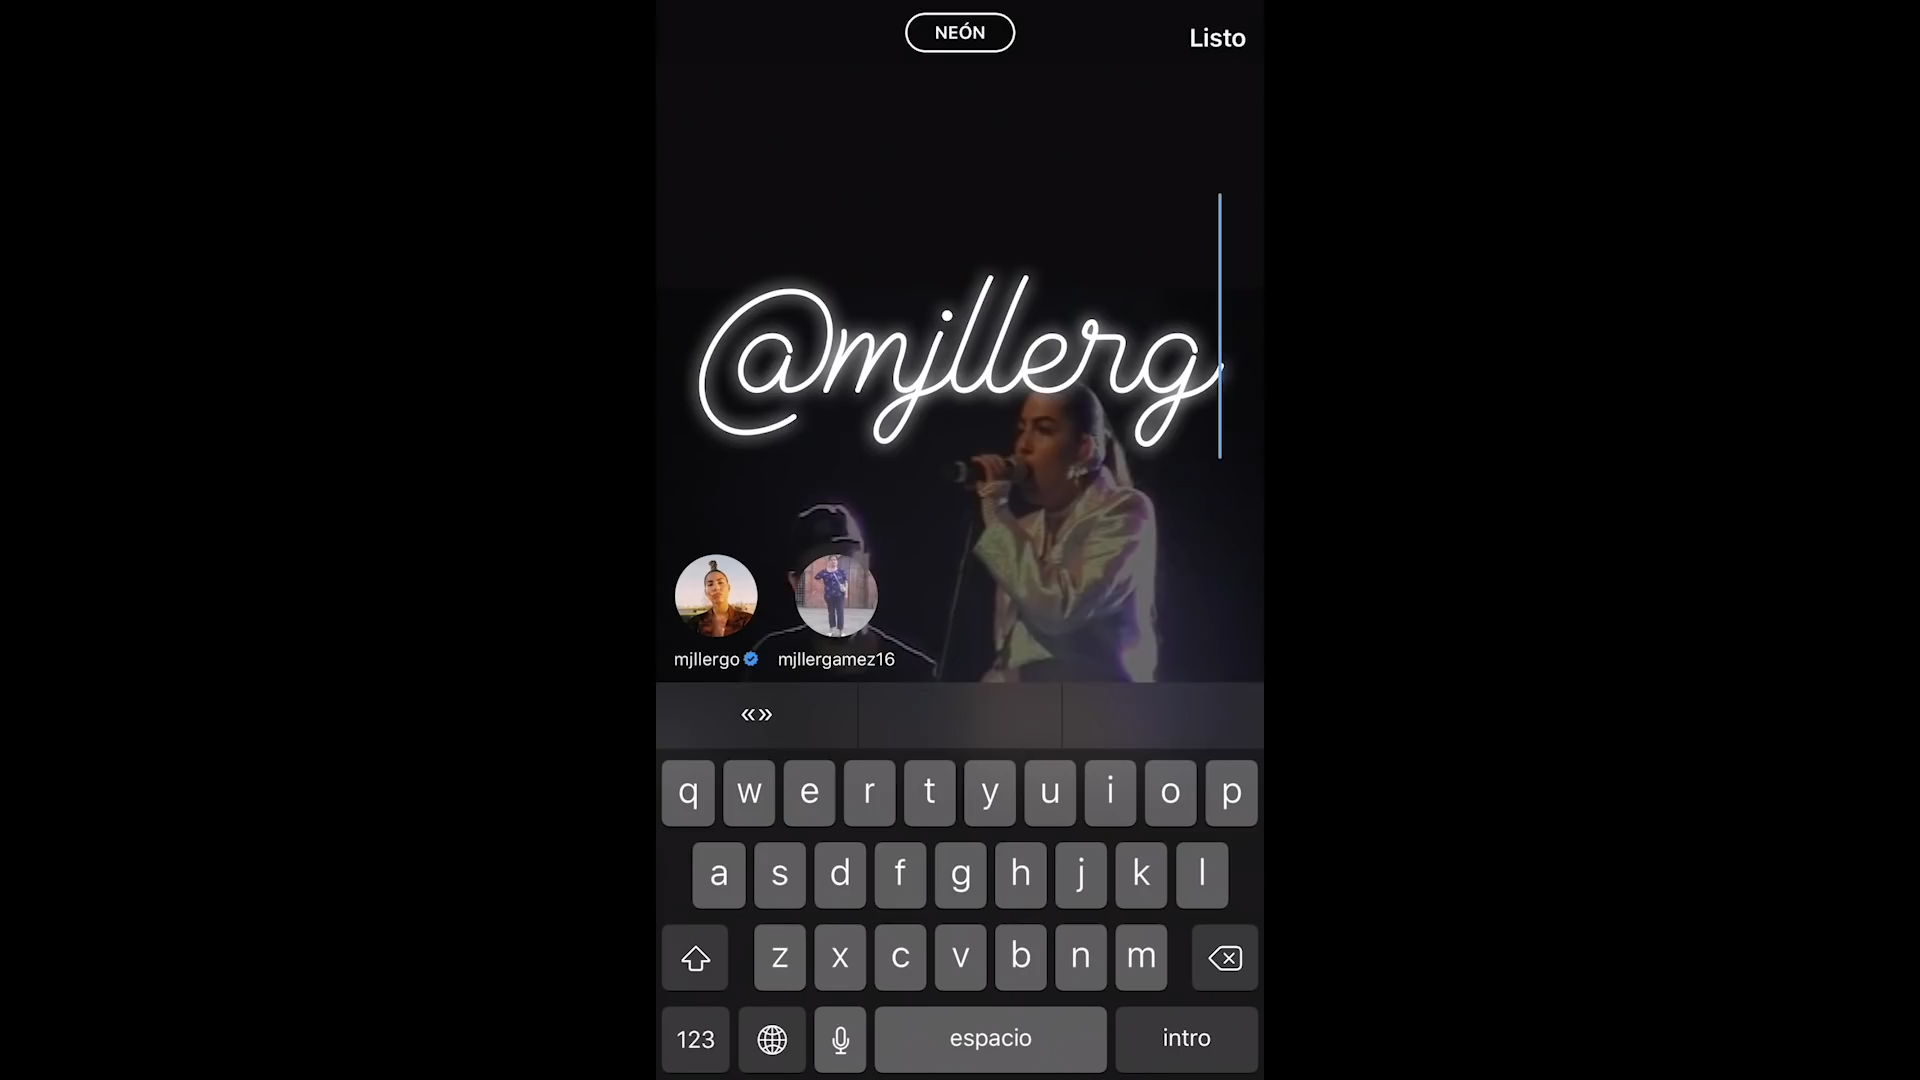 NEÓN
Listo
@mjllerg
mjllergo mjllergamez16
«»
q w e r t y u i o p
a s d f g h j k l
z x c v b n m
123 espacio intro